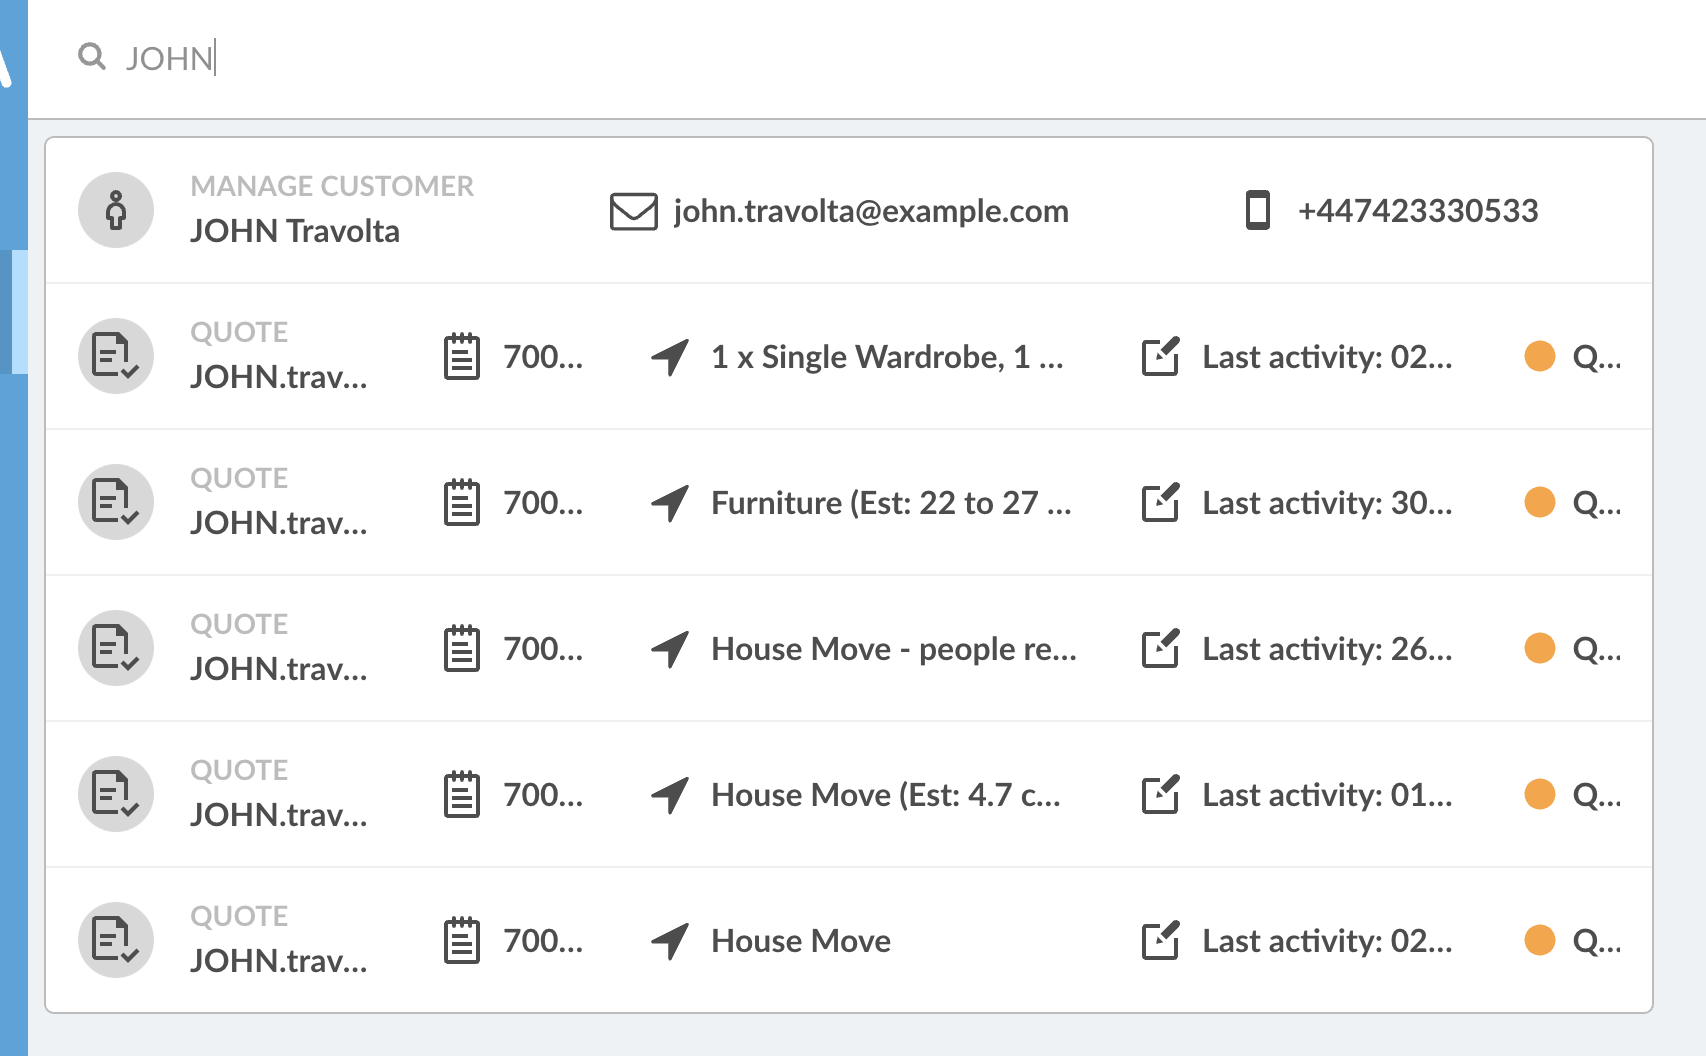 JOHN
MANAGE CUSTOMER
JOHN Travolta
john.travolta@example.com
+447423330533
QUOTE
JOHN.trav...
700...
1 x Single Wardrobe, 1 ...
Last activity: 02...
Q...
QUOTE
JOHN.trav...
700...
Furniture (Est: 22 to 27 ...
Last activity: 30...
Q...
QUOTE
JOHN.trav...
700...
House Move - people re...
Last activity: 26...
Q...
QUOTE
JOHN.trav...
700...
House Move (Est: 4.7 c...
Last activity: 01...
Q...
QUOTE
JOHN.trav...
700...
House Move
Last activity: 02...
Q...